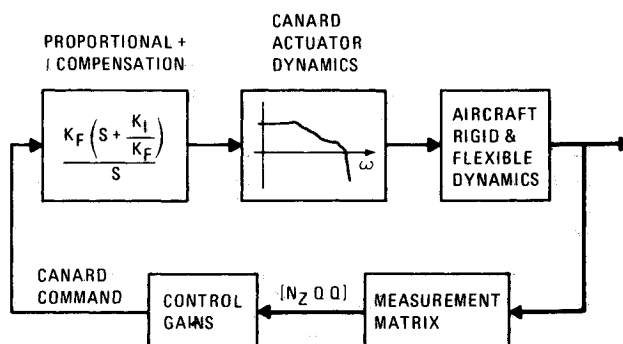 PROPORTIONAL +
I COMPENSATION
CANARD
ACTUATOR
DYNAMICS
K_F (S + K_I / K_F)
S
ω
AIRCRAFT
RIGID &
FLEXIBLE
DYNAMICS
CANARD
COMMAND
CONTROL
GAINS
[N_Z Q Q]
MEASUREMENT
MATRIX